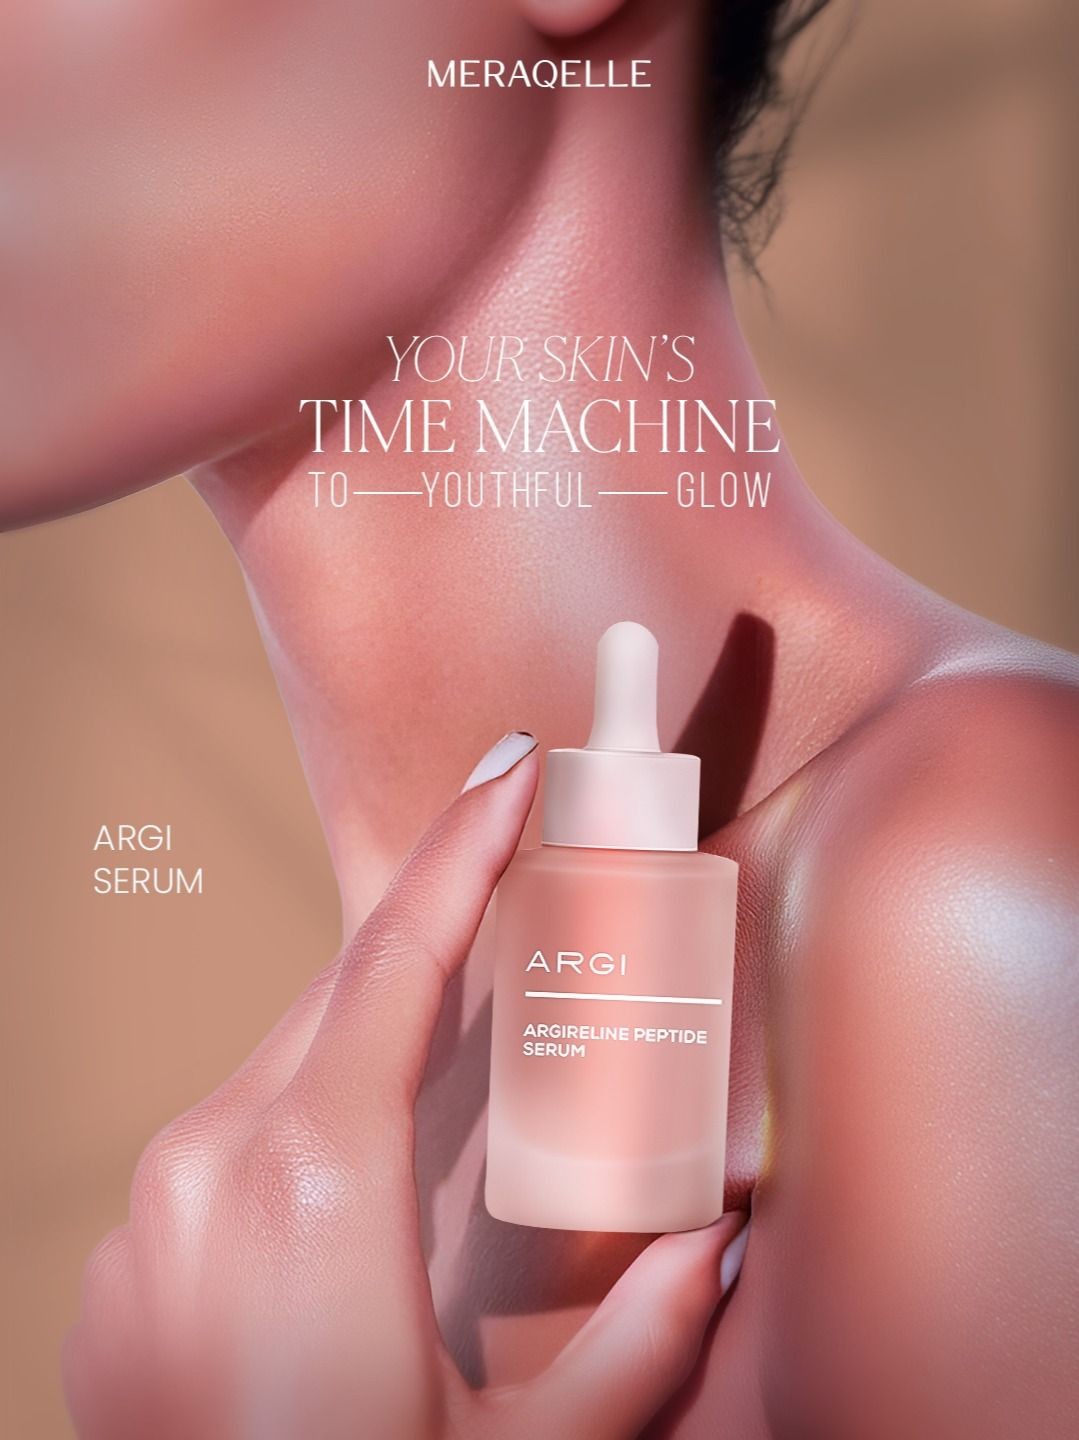 MERAQELLE
YOUR SKIN'S
TIME MACHINE
TO YOUTHFUL GLOW
ARGI
SERUM
ARGI
ARGIRELINE PEPTIDE
SERUM